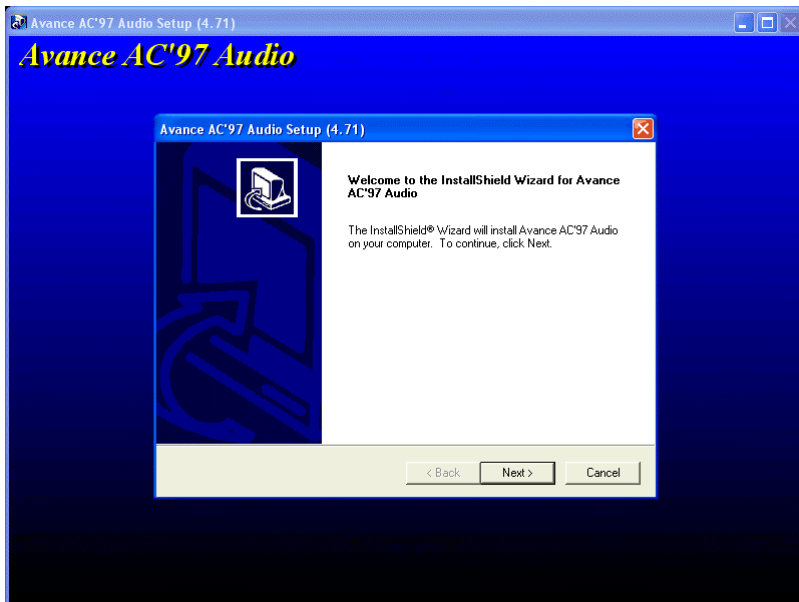 Avance AC'97 Audio Setup (4.71)
Avance AC'97 Audio
Avance AC'97 Audio Setup (4.71)
Welcome to the InstallShield Wizard for Avance
AC'97 Audio
The InstallShield® Wizard will install Avance AC'97 Audio
on your computer. To continue, click Next.
< Back
Next >
Cancel